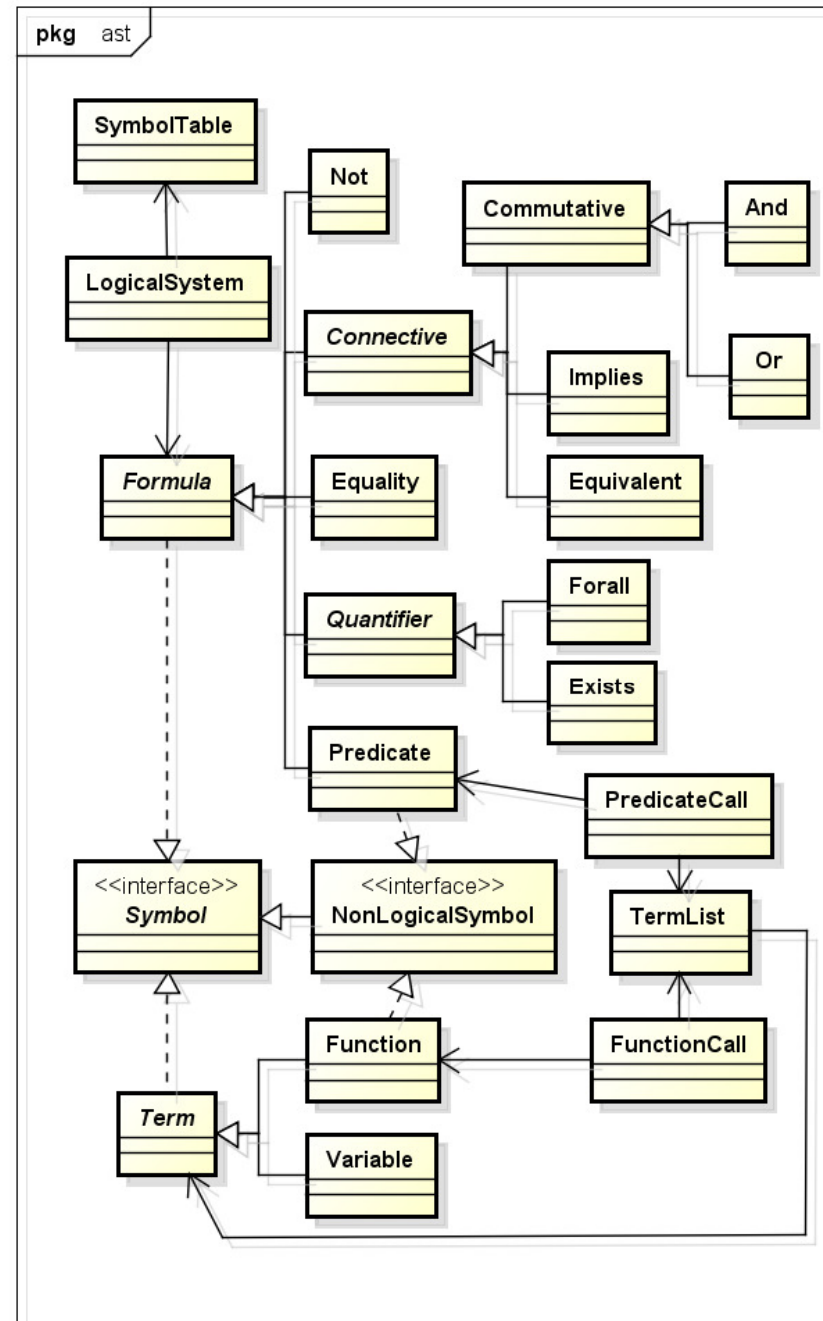 pkg ast
SymbolTable
Not
Commutative
And
LogicalSystem
Connective
Implies
Or
Formula
Equality
Equivalent
Quantifier
Forall
Exists
Predicate
PredicateCall
<<interface>>
Symbol
<<interface>>
NonLogicalSymbol
TermList
Function
FunctionCall
Term
Variable